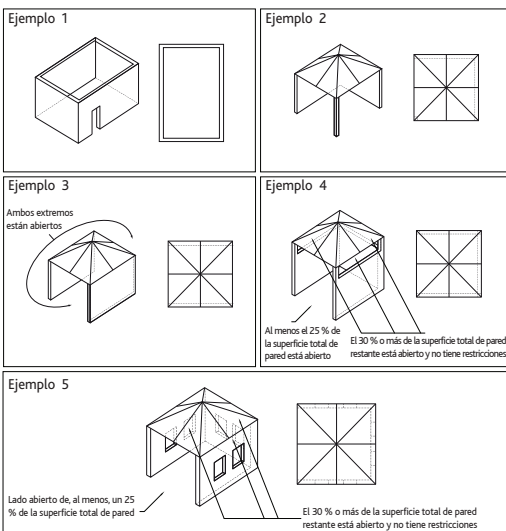 Ejemplo 1
Ejemplo 2
Ejemplo 3
Ambos extremos
están abiertos
Ejemplo 4
Al menos el 25 % de
la superficie total de
pared está abierto
El 30 % o más de la superficie total de pared
restante está abierto y no tiene restricciones
Ejemplo 5
Lado abierto de, al menos, un 25
% de la superficie total de pared
El 30 % o más de la superficie total de pared
restante está abierto y no tiene restricciones